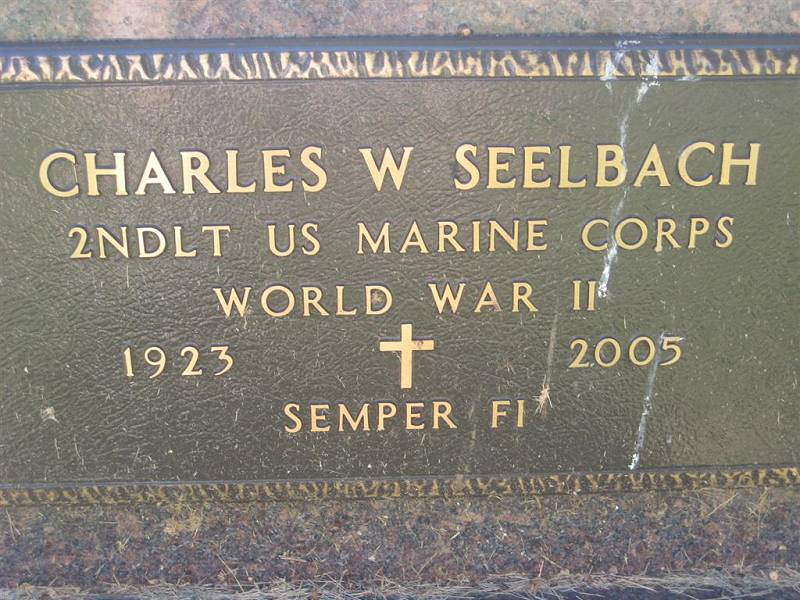 CHARLES W SEELBACH
2NDLT US MARINE CORPS
WORLD WAR II
1923 2005
SEMPER FI